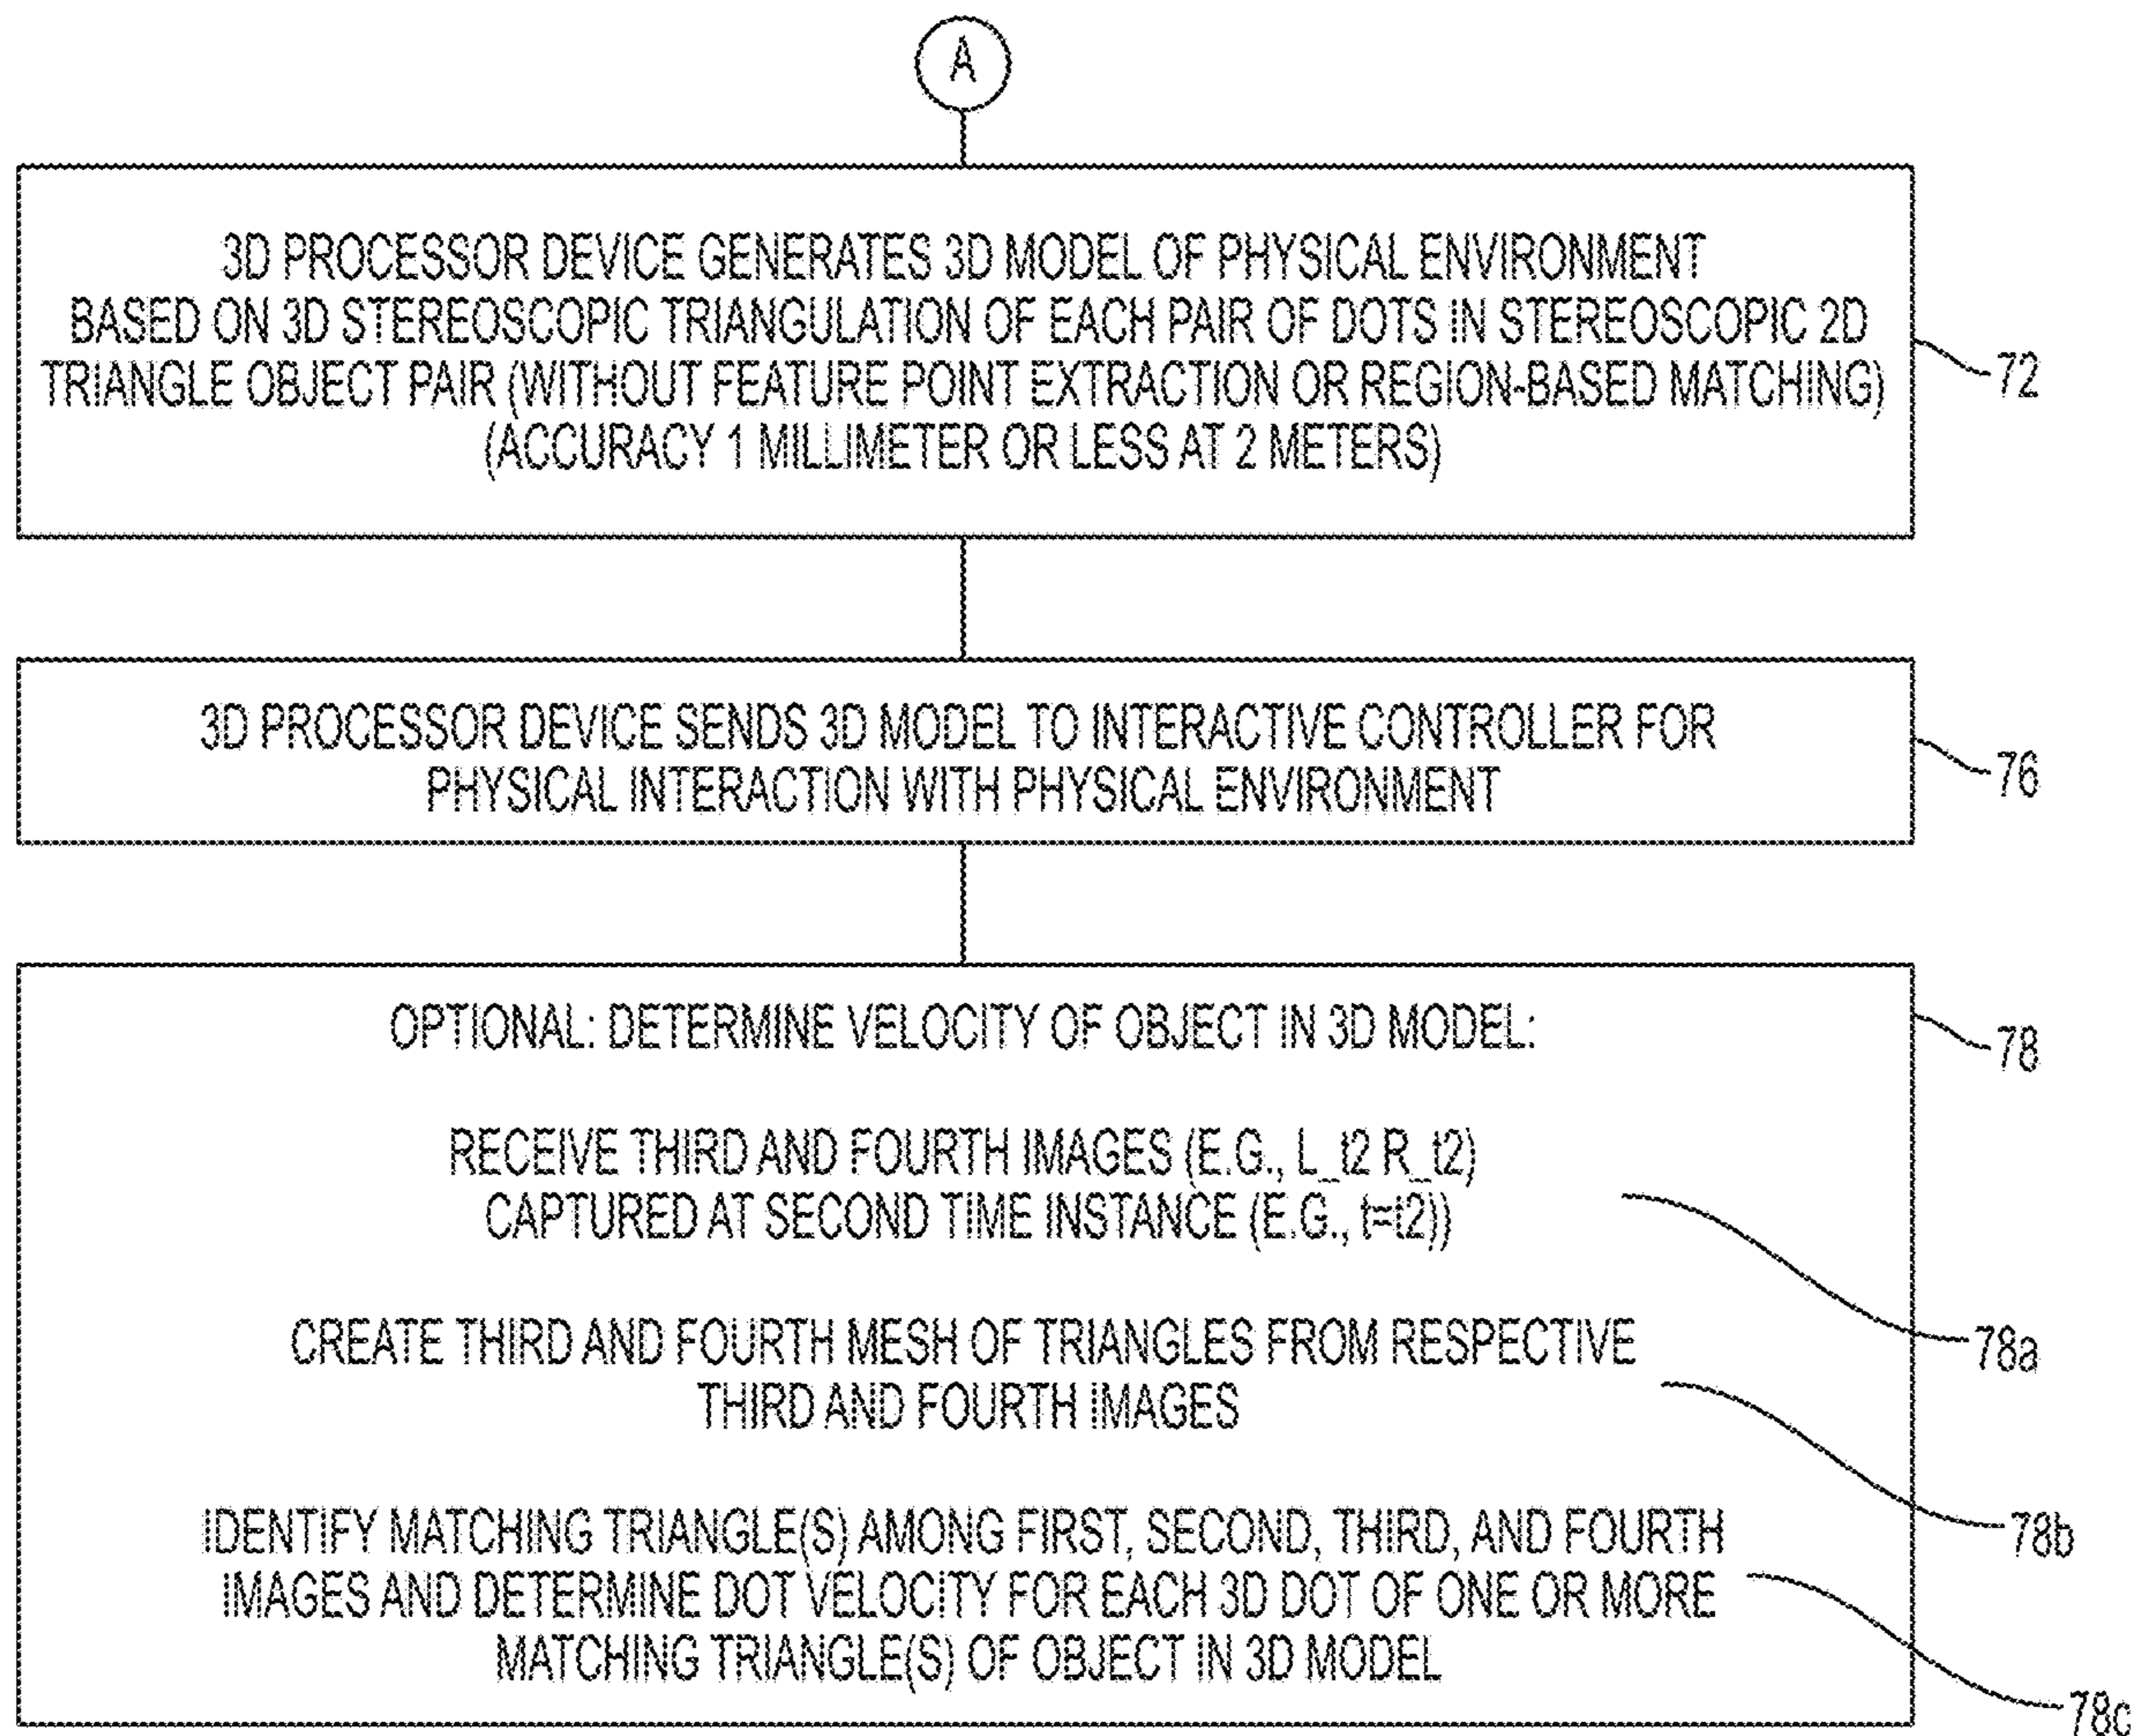 A
3D PROCESSOR DEVICE GENERATES 3D MODEL OF PHYSICAL ENVIRONMENT
BASED ON 3D STEREOSCOPIC TRIANGULATION OF EACH PAIR OF DOTS IN STEREOSCOPIC 2D
TRIANGLE OBJECT PAIR (WITHOUT FEATURE POINT EXTRACTION OR REGION-BASED MATCHING)
(ACCURACY 1 MILLIMETER OR LESS AT 2 METERS)
72
3D PROCESSOR DEVICE SENDS 3D MODEL TO INTERACTIVE CONTROLLER FOR
PHYSICAL INTERACTION WITH PHYSICAL ENVIRONMENT
76
OPTIONAL: DETERMINE VELOCITY OF OBJECT IN 3D MODEL:
78
RECEIVE THIRD AND FOURTH IMAGES (E.G., L_t2 R_t2)
CAPTURED AT SECOND TIME INSTANCE (E.G., t=t2))
78a
CREATE THIRD AND FOURTH MESH OF TRIANGLES FROM RESPECTIVE
THIRD AND FOURTH IMAGES
78b
IDENTIFY MATCHING TRIANGLE(S) AMONG FIRST, SECOND, THIRD, AND FOURTH
IMAGES AND DETERMINE DOT VELOCITY FOR EACH 3D DOT OF ONE OR MORE
MATCHING TRIANGLE(S) OF OBJECT IN 3D MODEL
78c